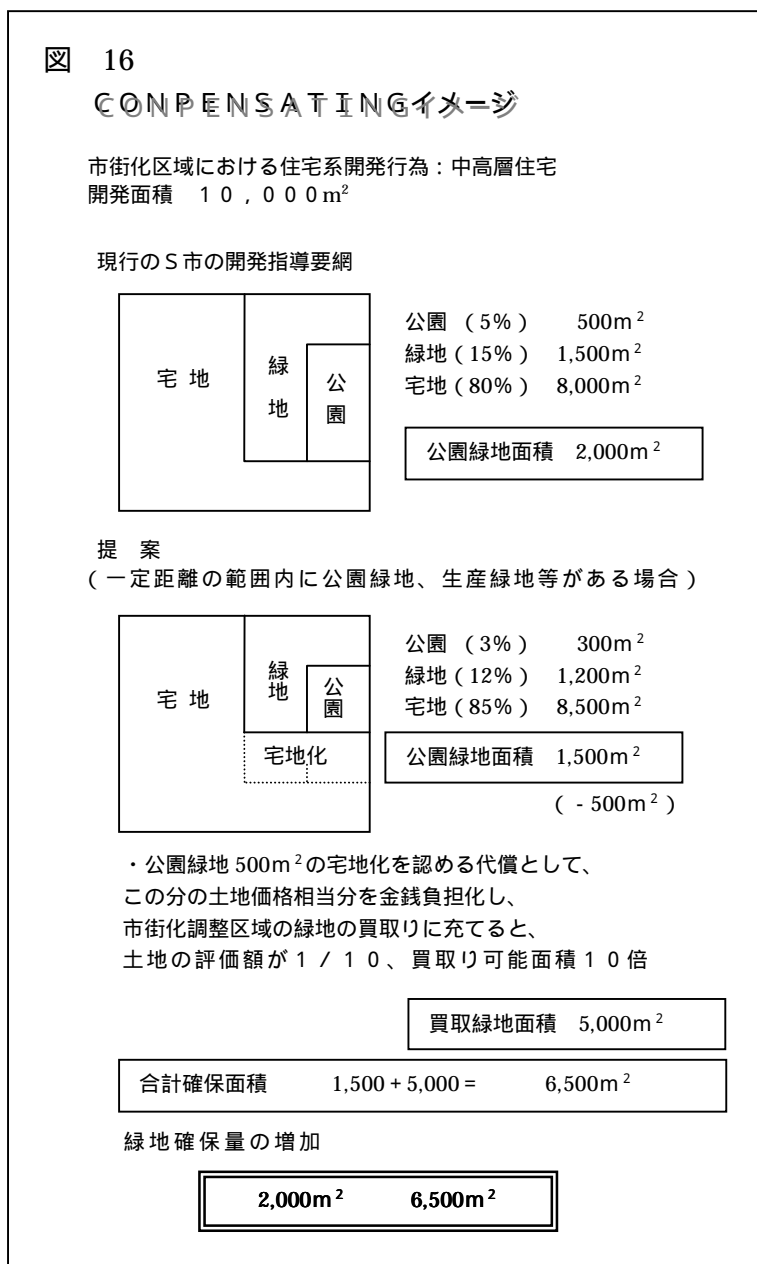 図 16
CONPENSATINGイメージ
市街化区域における住宅系開発行為：中高層住宅
開発面積 １０，０００m²
現行のＳ市の開発指導要綱
宅 地
緑地
公園
公園 （5%） 500m²
緑地（15%） 1,500m²
宅地（80%） 8,000m²
公園緑地面積 2,000m²
提 案
（一定距離の範囲内に公園緑地、生産緑地等がある場合）
宅 地
緑地
公園
宅地化
公園 （3%） 300m²
緑地（12%） 1,200m²
宅地（85%） 8,500m²
公園緑地面積 1,500m²
（ - 500m²）
・公園緑地 500m²の宅地化を認める代償として、
この分の土地価格相当分を金銭負担化し、
市街化調整区域の緑地の買取りに充てると、
土地の評価額が１／１０、買取り可能面積１０倍
買取緑地面積 5,000m²
合計確保面積 1,500 + 5,000 = 6,500m²
緑地確保量の増加
2,000m² 6,500m²